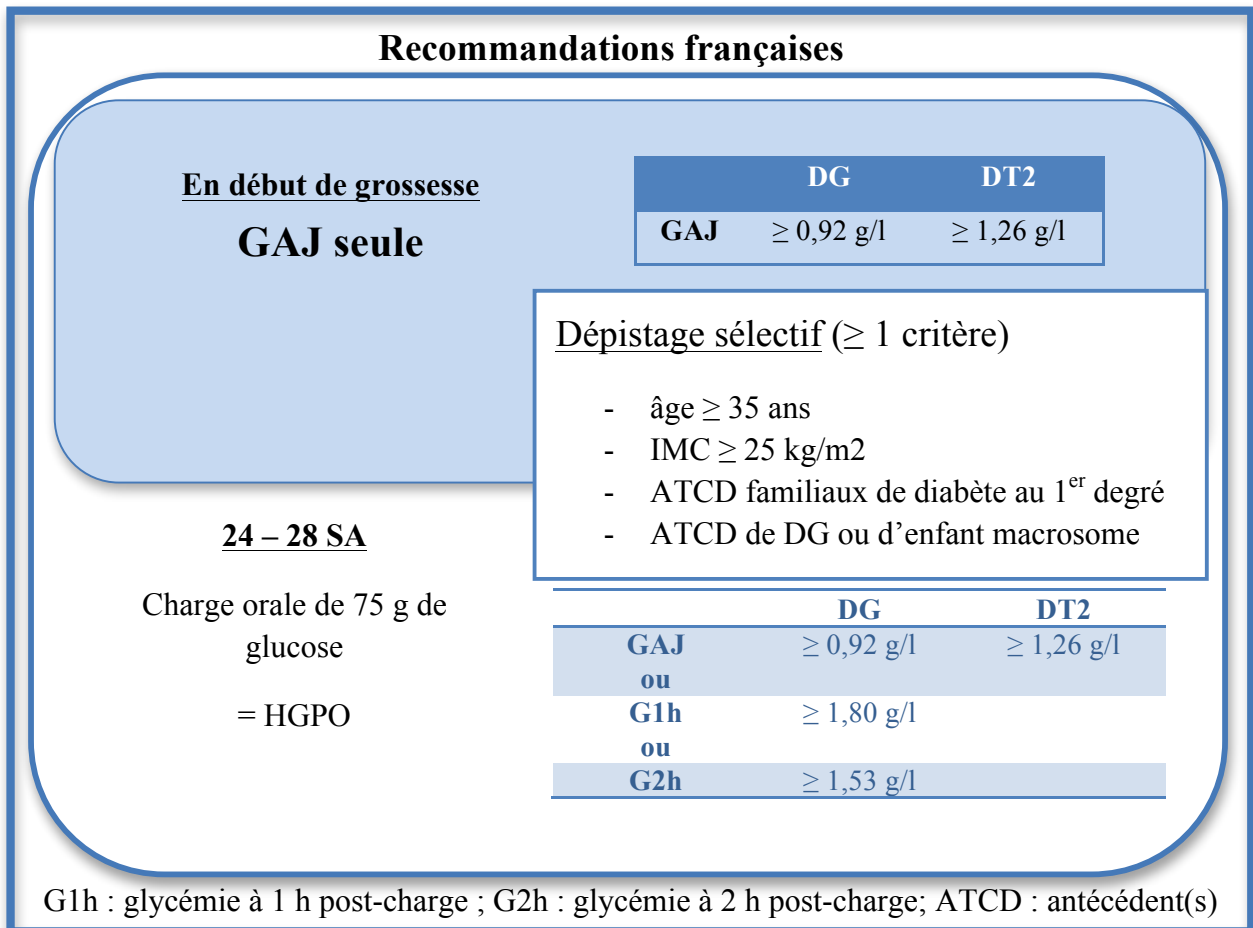 Recommandations françaises
En début de grossesse
GAJ seule
DG DT2
GAJ ≥ 0,92 g/l ≥ 1,26 g/l
Dépistage sélectif (≥ 1 critère)
- âge ≥ 35 ans
- IMC ≥ 25 kg/m2
- ATCD familiaux de diabète au 1er degré
- ATCD de DG ou d’enfant macrosome
24 – 28 SA
Charge orale de 75 g de
glucose
= HGPO
DG DT2
GAJ ≥ 0,92 g/l ≥ 1,26 g/l
ou
G1h ≥ 1,80 g/l
ou
G2h ≥ 1,53 g/l
G1h : glycémie à 1 h post-charge ; G2h : glycémie à 2 h post-charge; ATCD : antécédent(s)